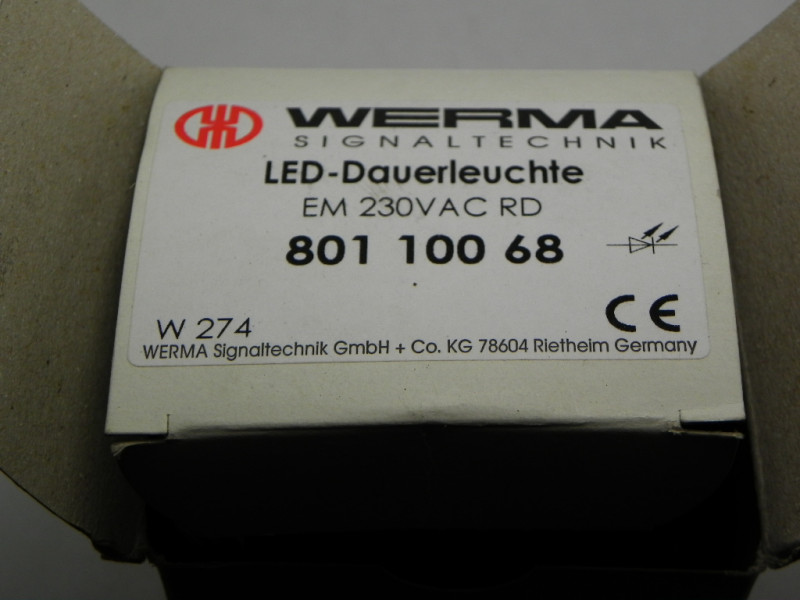 WERMA
SIGNALTECHNIK
LED-Dauerleuchte
EM 230VAC RD
801 100 68
CE
W 274
WERMA Signaltechnik GmbH + Co. KG 78604 Rietheim Germany